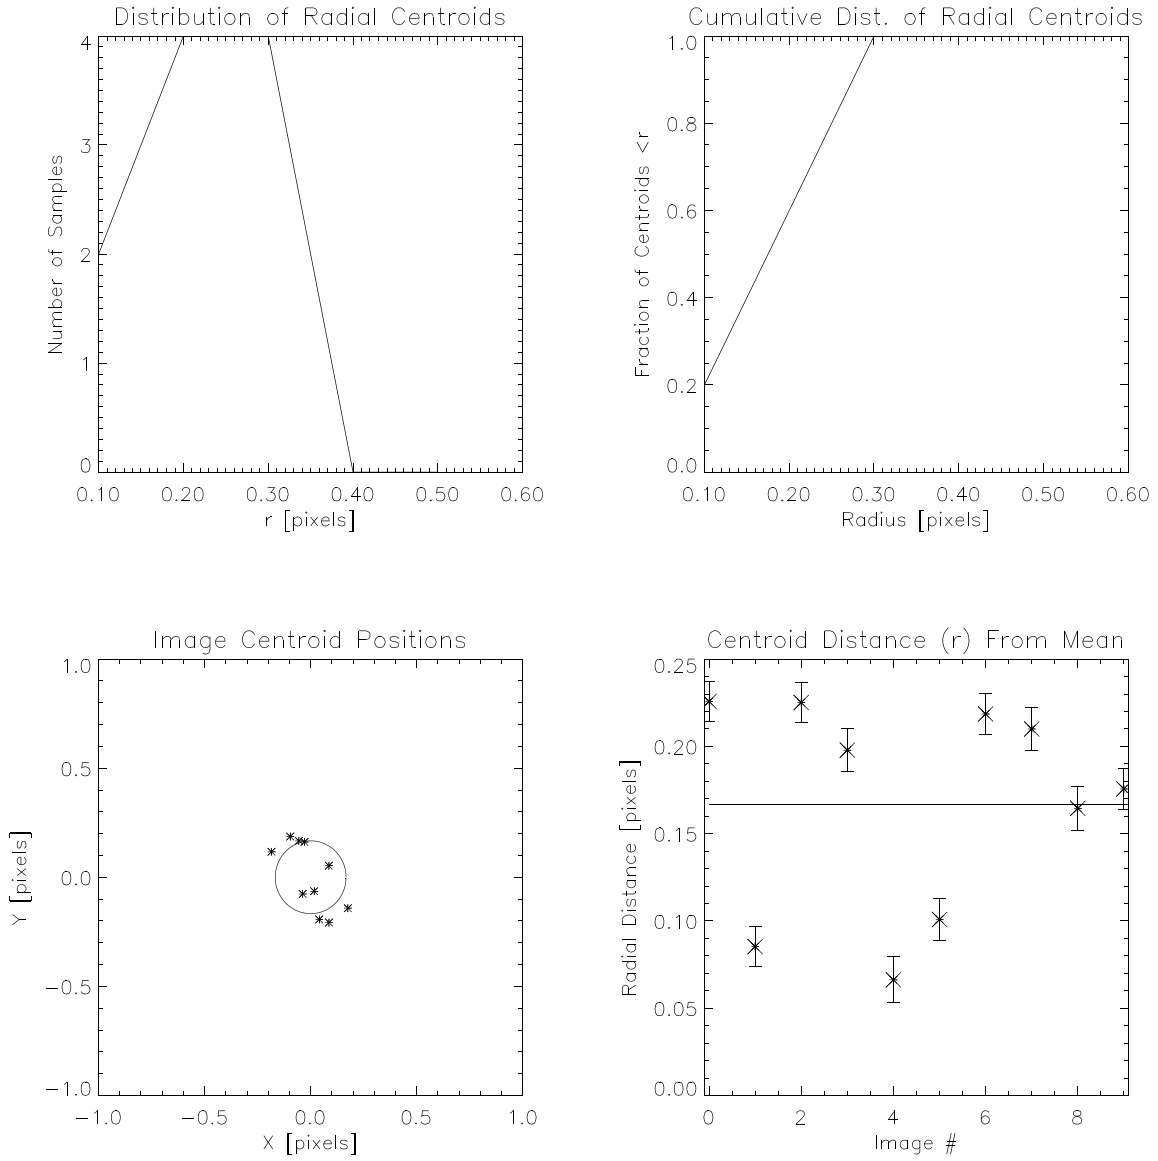 Distribution of Radial Centroids
4
3
2
1
0
Number of Samples
0.10 0.20 0.30 0.40 0.50 0.60
r [pixels]
Cumulative Dist. of Radial Centroids
1.0
0.8
0.6
0.4
0.2
0.0
Fraction of Centroids <r
0.10 0.20 0.30 0.40 0.50 0.60
Radius [pixels]
Image Centroid Positions
1.0
0.5
0.0
−0.5
−1.0
Y [pixels]
−1.0 −0.5 0.0 0.5 1.0
X [pixels]
Centroid Distance (r) From Mean
0.25
0.20
0.15
0.10
0.05
0.00
Radial Distance [pixels]
0 2 4 6 8
Image #